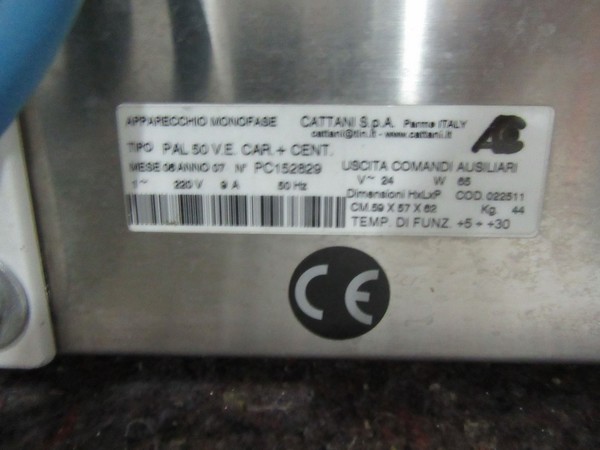 APPARECCHIO MONOFASE CATTANI S.p.A. Parma ITALY
cattani@tin.it - www.cattani.it
TIPO PAL 50 V.E. CAR. + CENT.
MESE 06 ANNO 07 N° PC152829 USCITA COMANDI AUSILIARI
1~ 220 V 9 A 50 Hz V~ 24 W 65
Dimensioni HxLxP COD. 022511
CM. 59 X 57 X 62 Kg. 44
TEMP. DI FUNZ. +5 ÷ +30
CE